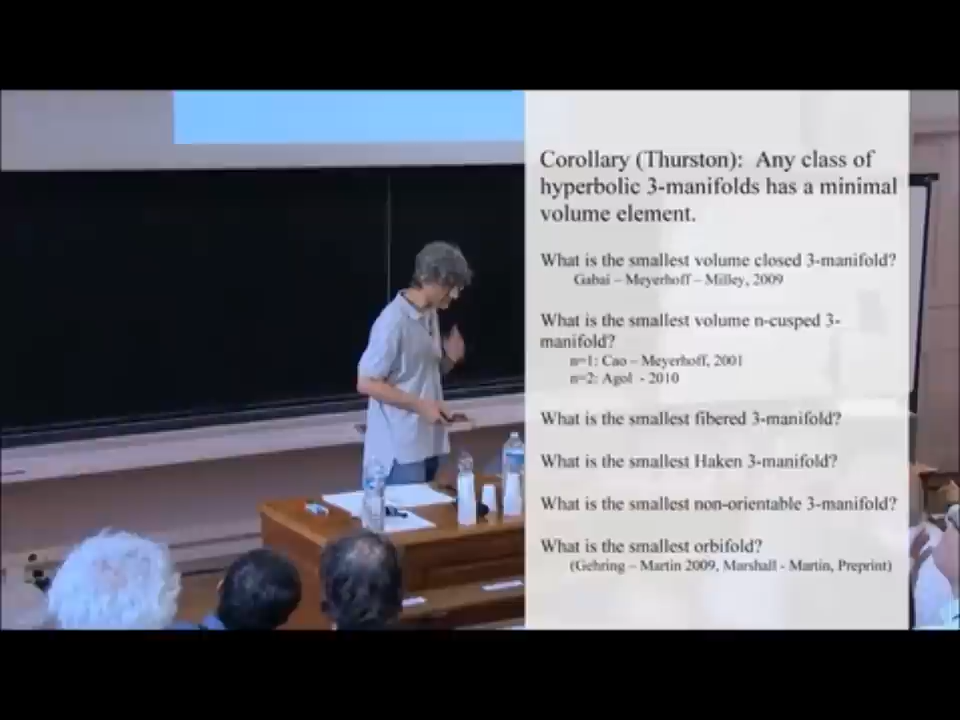 Corollary (Thurston): Any class of
hyperbolic 3-manifolds has a minimal
volume element.
What is the smallest volume closed 3-manifold?
Gabai – Meyerhoff – Milley, 2009
What is the smallest volume n-cusped 3-
manifold?
n=1: Cao – Meyerhoff, 2001
n=2: Agol - 2010
What is the smallest fibered 3-manifold?
What is the smallest Haken 3-manifold?
What is the smallest non-orientable 3-manifold?
What is the smallest orbifold?
(Gehring – Martin 2009, Marshall - Martin, Preprint)